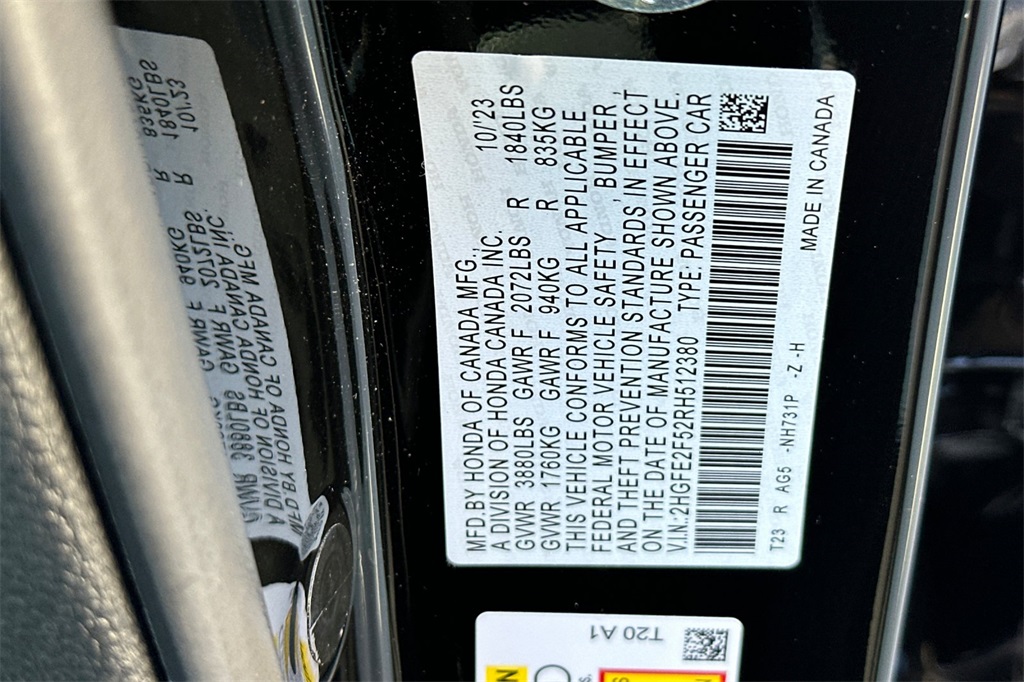 MFD.BY HONDA OF CANADA MFG., 10/'23
A DIVISION OF HONDA CANADA INC.
GWVR 3880LBS GAWR F 2072LBS R 1840LBS
GWVR 1760KG GAWR F 940KG R 835KG
THIS VEHICLE CONFORMS TO ALL APPLICABLE
FEDERAL MOTOR VEHICLE SAFETY , BUMPER ,
AND THEFT PREVENTION STANDARDS IN EFFECT
ON THE DATE OF MANUFACTURE SHOWN ABOVE.
V.I.N.:2HGFE2F52RH512380 TYPE: PASSENGER CAR
MADE IN CANADA
T23 R AG5 -NH731P -Z -H
T20 A1